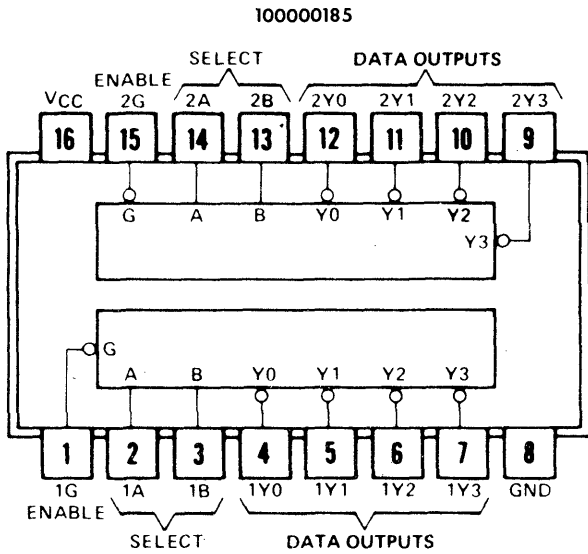 100000185
SELECT DATA OUTPUTS
ENABLE
VCC 2G 2A 2B 2Y0 2Y1 2Y2 2Y3
16 15 14 13 12 11 10 9
G A B Y0 Y1 Y2
Y3
G
A B Y0 Y1 Y2 Y3
1 2 3 4 5 6 7 8
1G 1A 1B 1Y0 1Y1 1Y2 1Y3 GND
ENABLE
SELECT DATA OUTPUTS